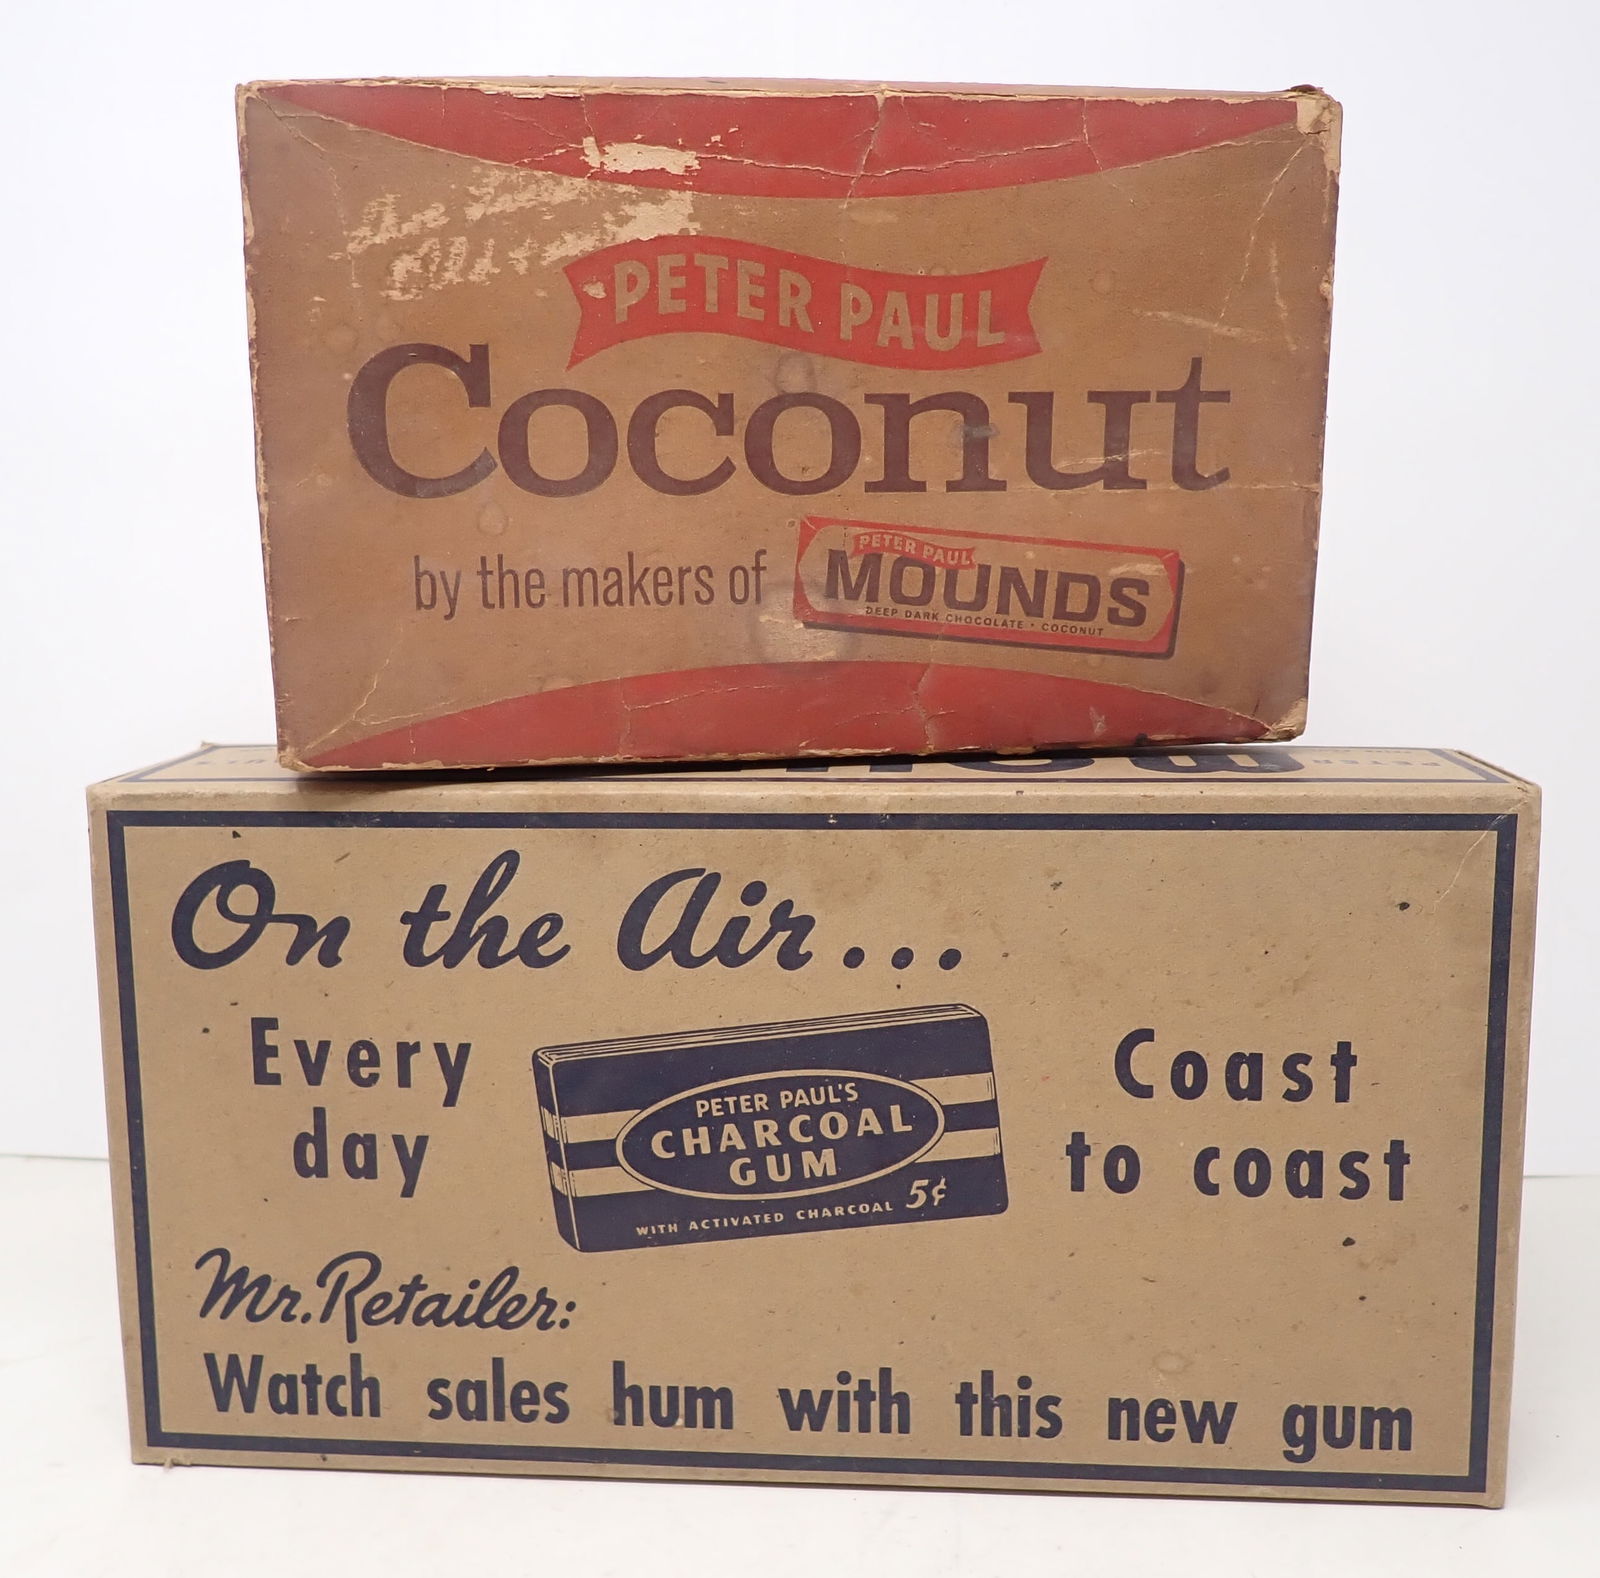 PETER PAUL
Coconut
by the makers of
PETER PAUL
MOUNDS
DEEP DARK CHOCOLATE • COCONUT
PETER
On the Air...
Every day
PETER PAUL'S
CHARCOAL
GUM
WITH ACTIVATED CHARCOAL 5¢
Coast to coast
Mr. Retailer:
Watch sales hum with this new gum